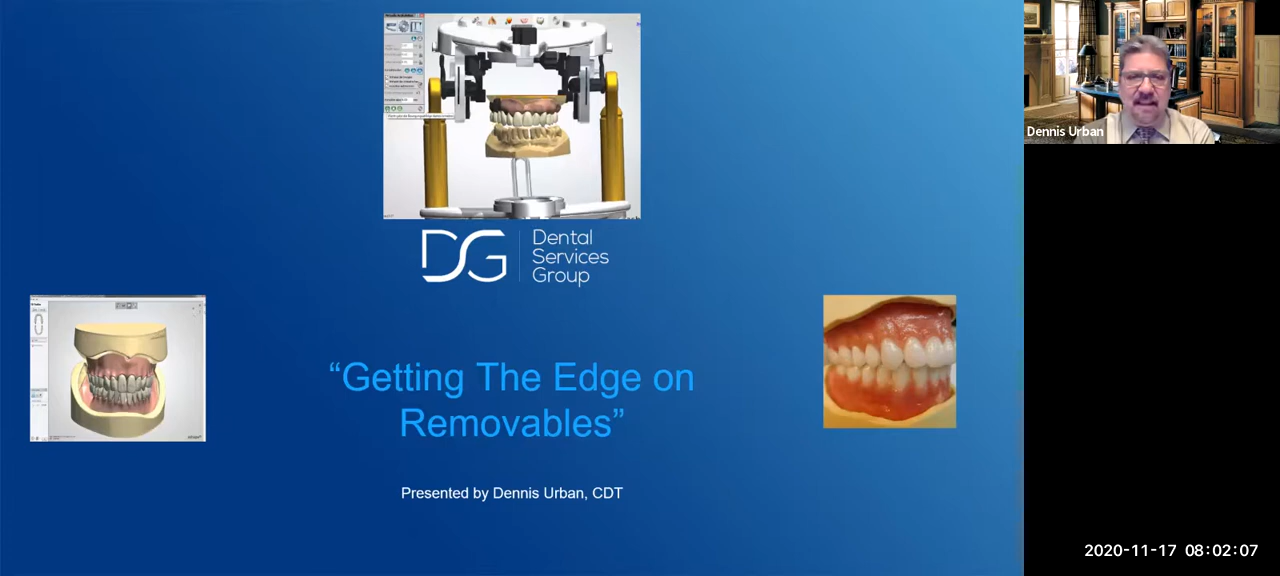 DSG
Dental
Services
Group
“Getting The Edge on
Removables”
Presented by Dennis Urban, CDT
Dennis Urban
2020-11-17 08:02:07